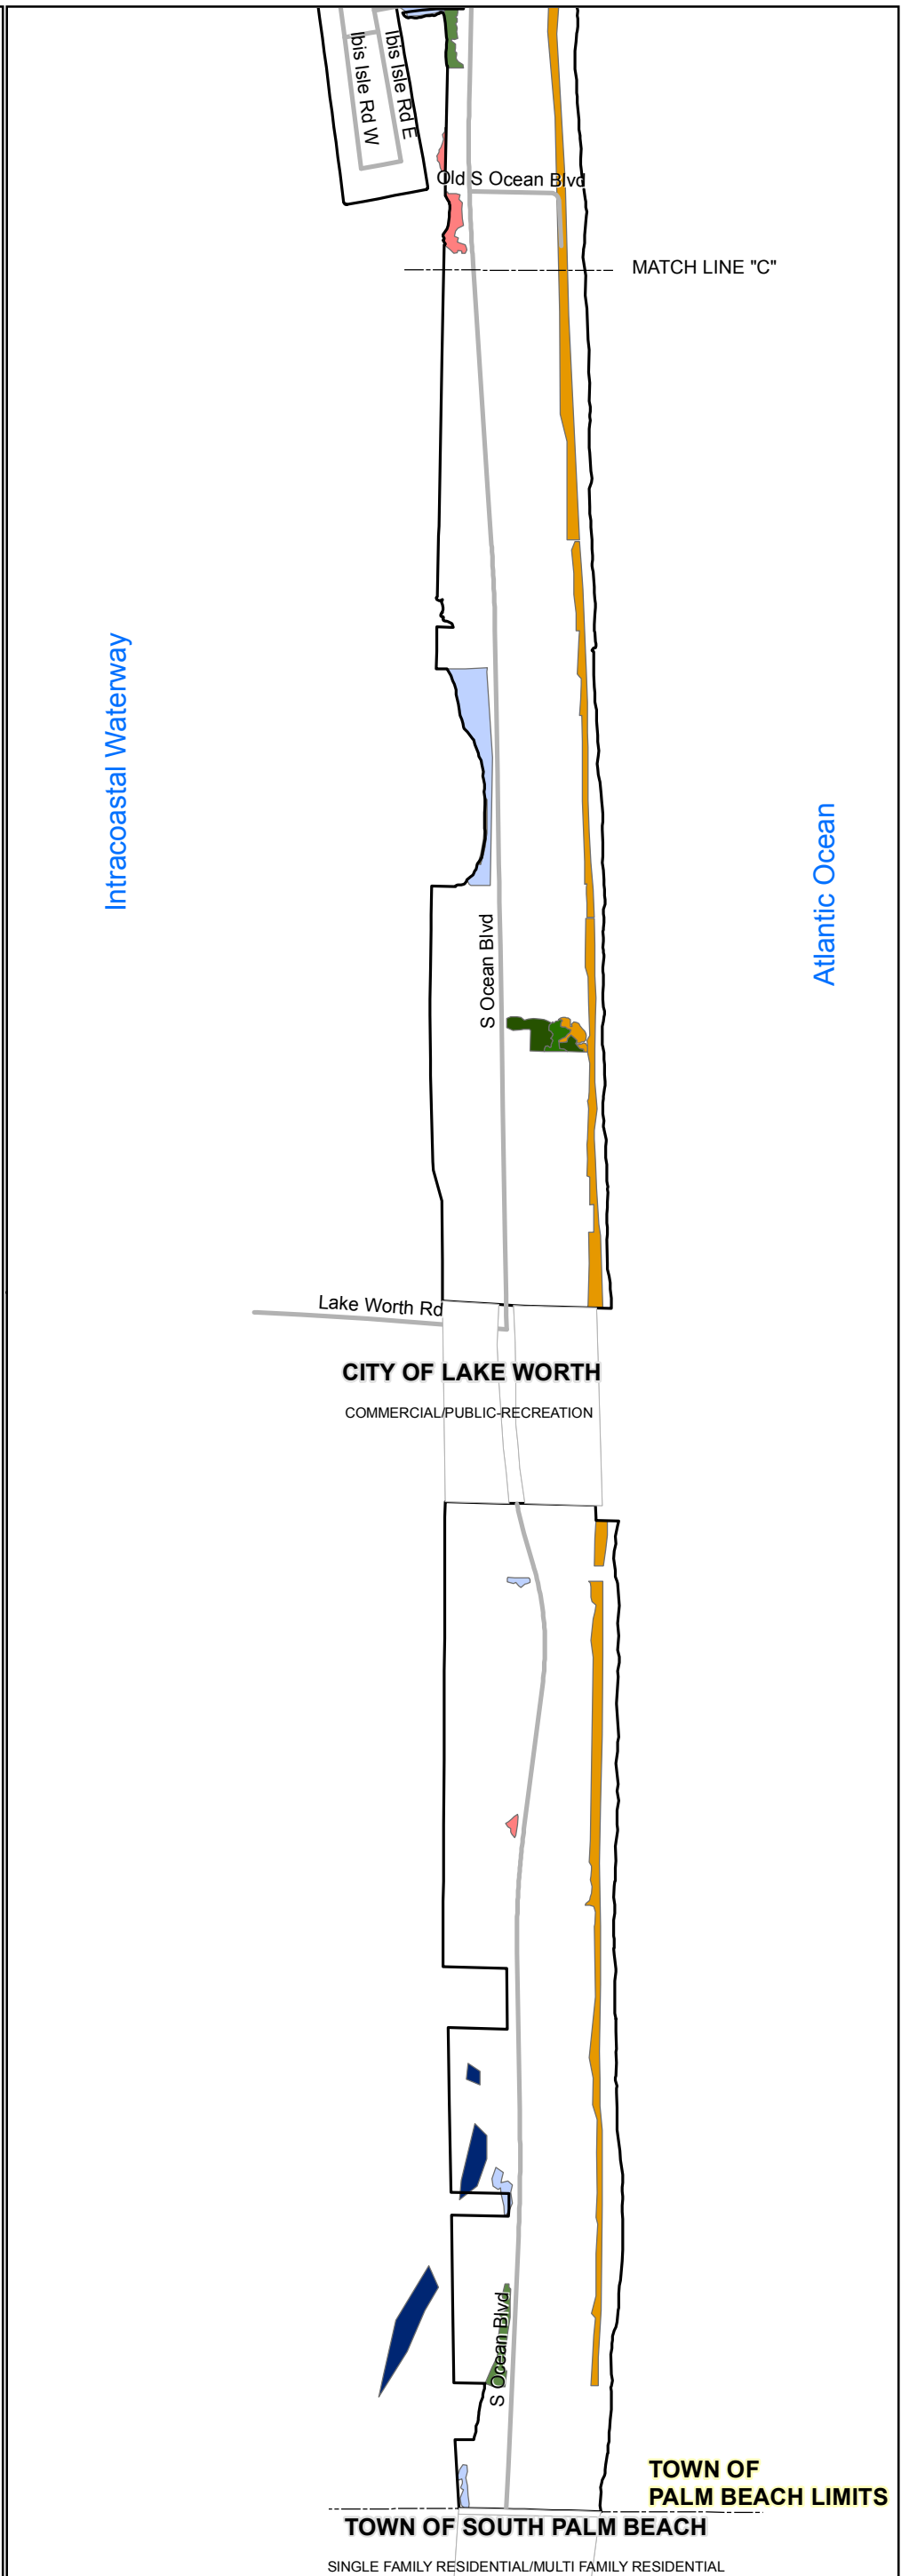 Ibis Isle Rd W
Ibis Isle Rd E
Old S Ocean Blvd
MATCH LINE "C"
Intracoastal Waterway
Atlantic Ocean
S Ocean Blvd
Lake Worth Rd
CITY OF LAKE WORTH
COMMERCIAL/PUBLIC-RECREATION
S Ocean Blvd
TOWN OF
PALM BEACH LIMITS
TOWN OF SOUTH PALM BEACH
SINGLE FAMILY RESIDENTIAL/MULTI FAMILY RESIDENTIAL